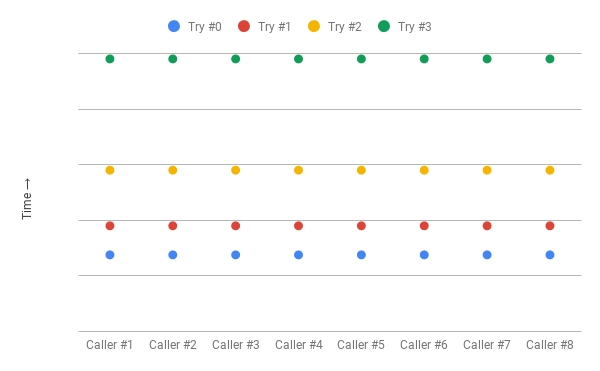 Try #0 Try #1 Try #2 Try #3
Time →
Caller #1 Caller #2 Caller #3 Caller #4 Caller #5 Caller #6 Caller #7 Caller #8